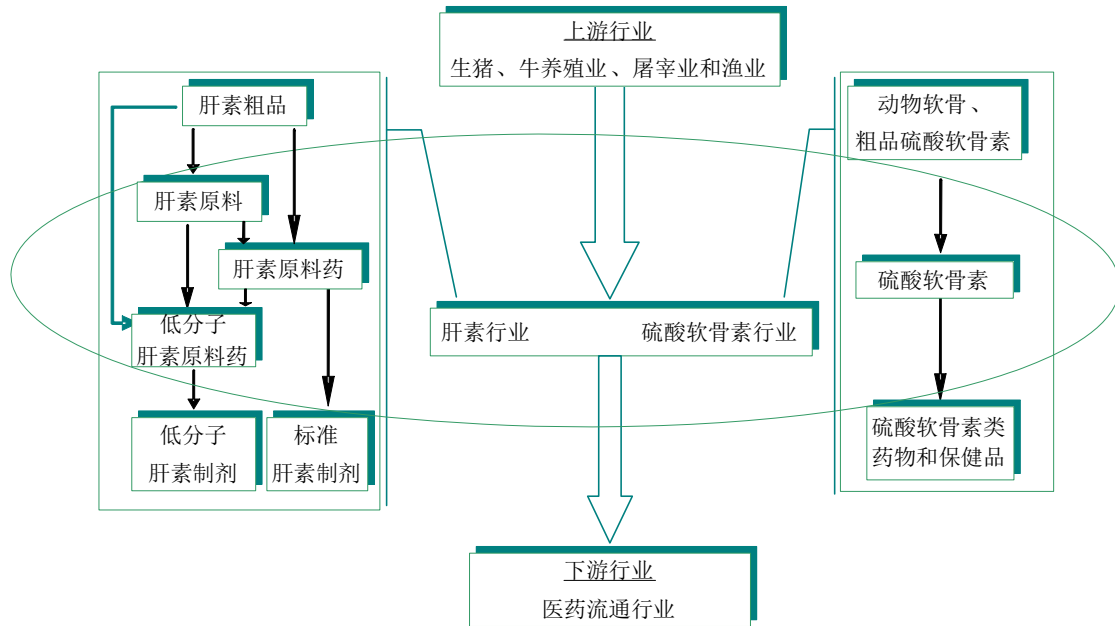 上游行业
生猪、牛养殖业、屠宰业和渔业
肝素粗品
肝素原料
肝素原料药
低分子
肝素原料药
低分子
肝素制剂
标准
肝素制剂
肝素行业
硫酸软骨素行业
动物软骨、
粗品硫酸软骨素
硫酸软骨素
硫酸软骨素类
药物和保健品
下游行业
医药流通行业